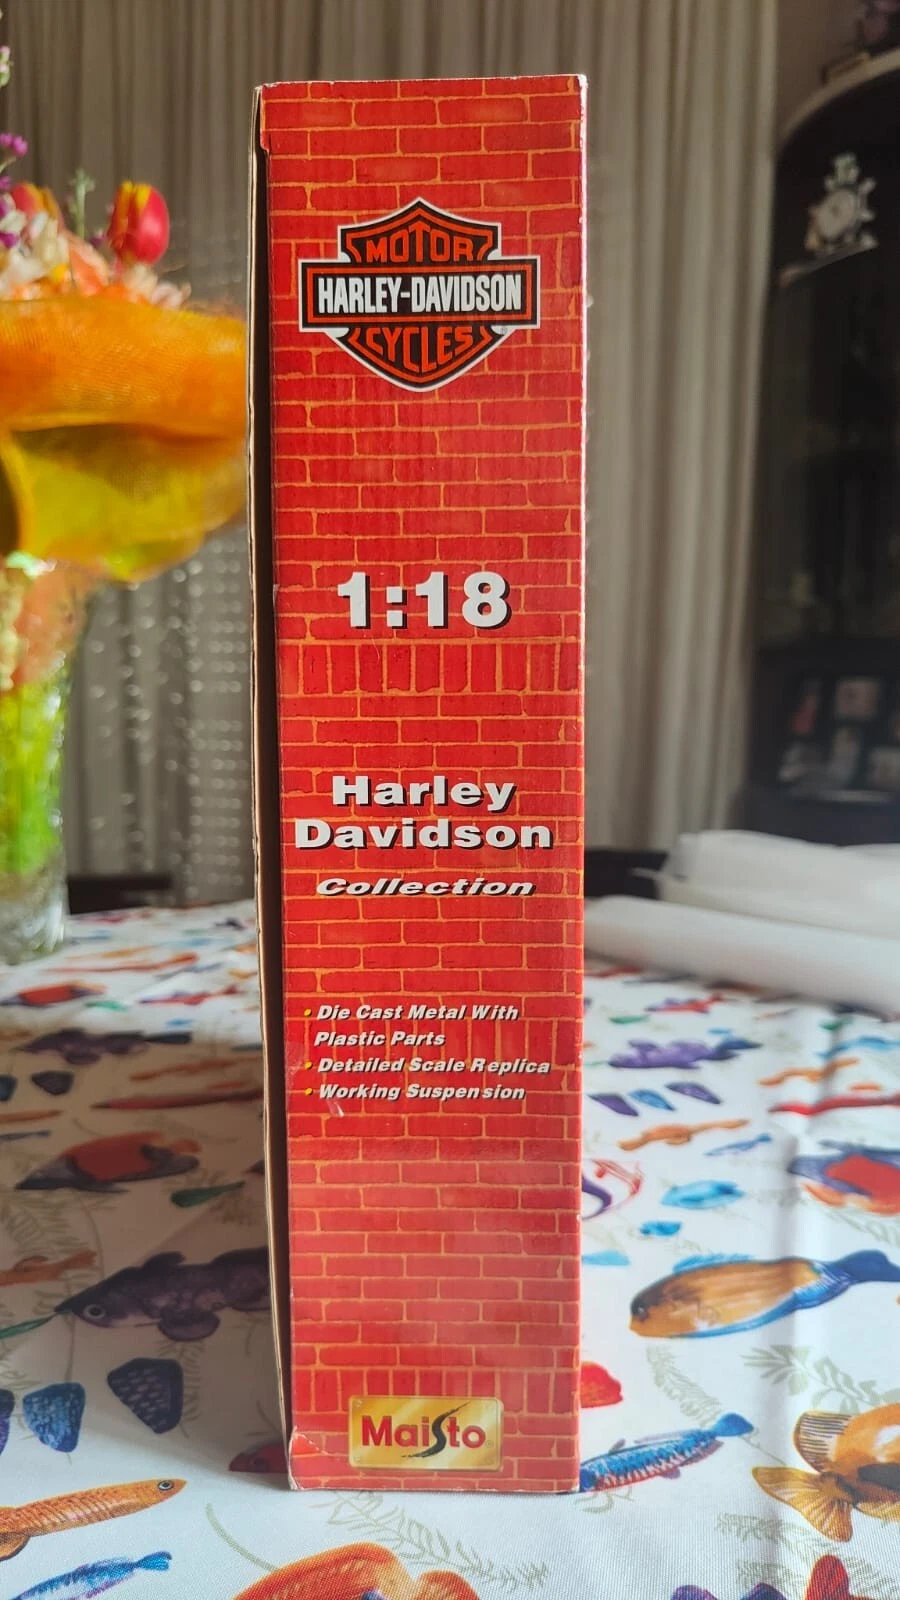 MOTOR
HARLEY-DAVIDSON
CYCLES
1:18
Harley
Davidson
Collection
• Die Cast Metal With
Plastic Parts
• Detailed Scale Replica
• Working Suspension
Maisto